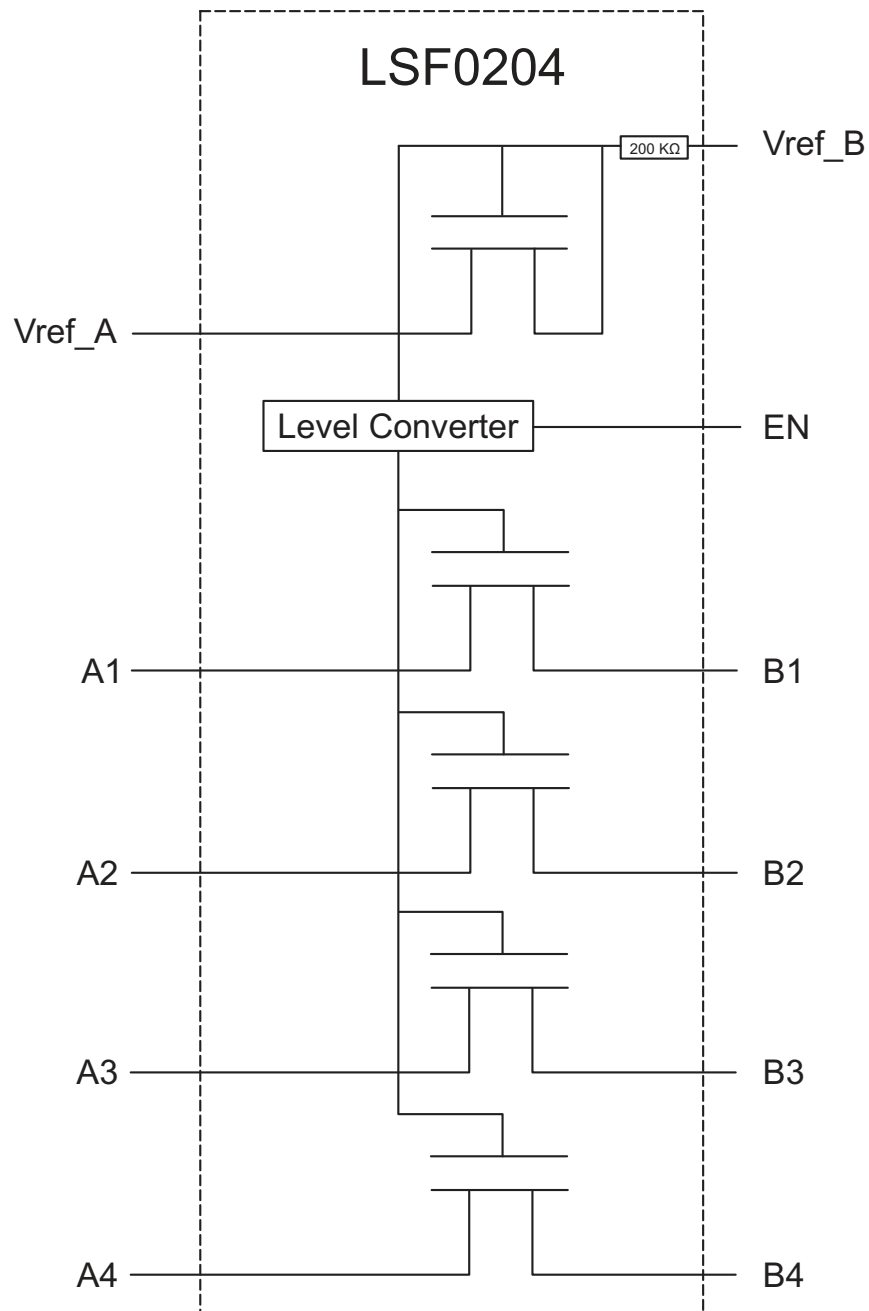 LSF0204
200 KΩ
Vref_B
Vref_A
Level Converter
EN
A1
B1
A2
B2
A3
B3
A4
B4